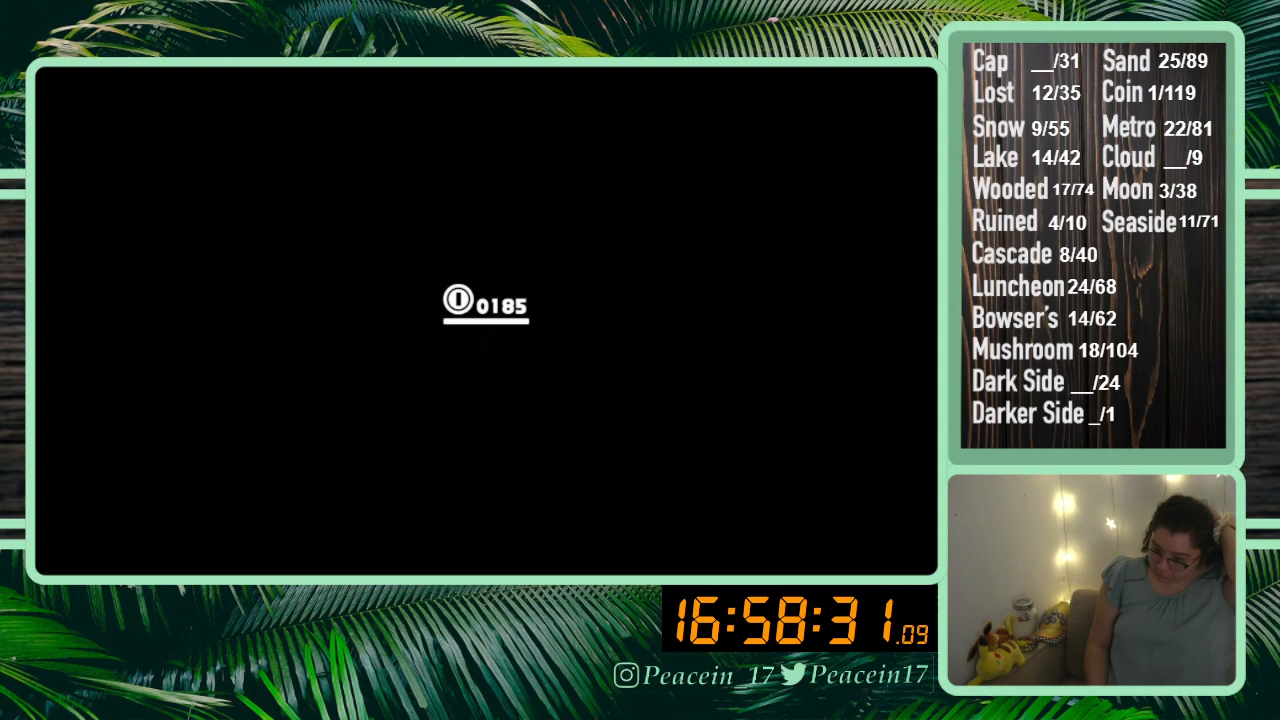 Cap __/31 Sand 25/89
Lost 12/35 Coin 1/119
Snow 9/55 Metro 22/81
Lake 14/42 Cloud __/9
Wooded 17/74 Moon 3/38
Ruined 4/10 Seaside 11/71
Cascade 8/40
Luncheon 24/68
Bowser's 14/62
Mushroom 18/104
Dark Side __/24
Darker Side _/1
0185
16:58:31.09
Peacein_17 Peacein17